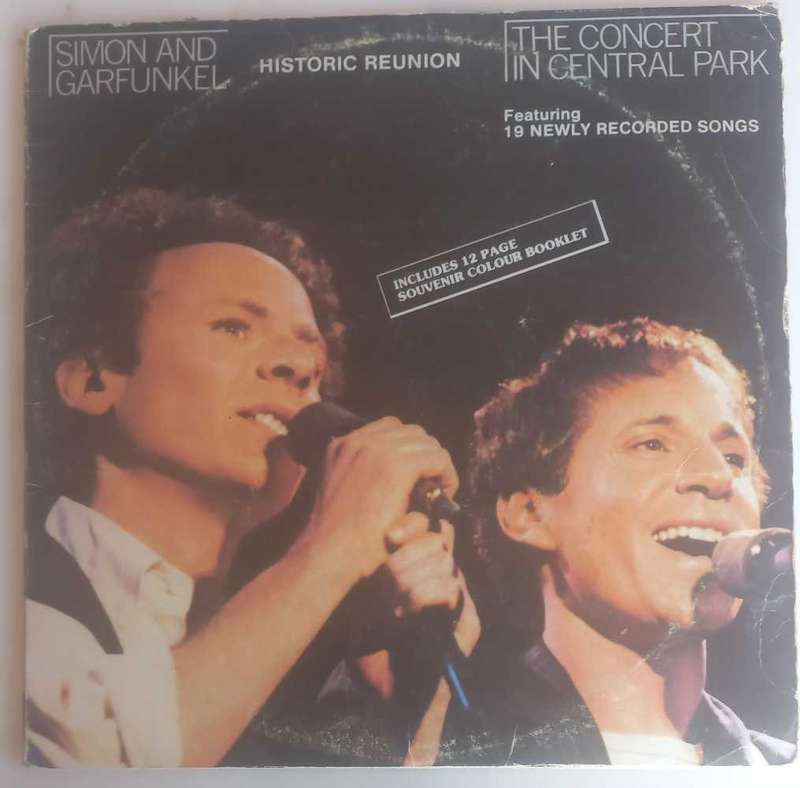 SIMON AND
GARFUNKEL
HISTORIC REUNION
THE CONCERT
IN CENTRAL PARK
Featuring
19 NEWLY RECORDED SONGS
INCLUDES 12 PAGE
SOUVENIR COLOUR BOOKLET